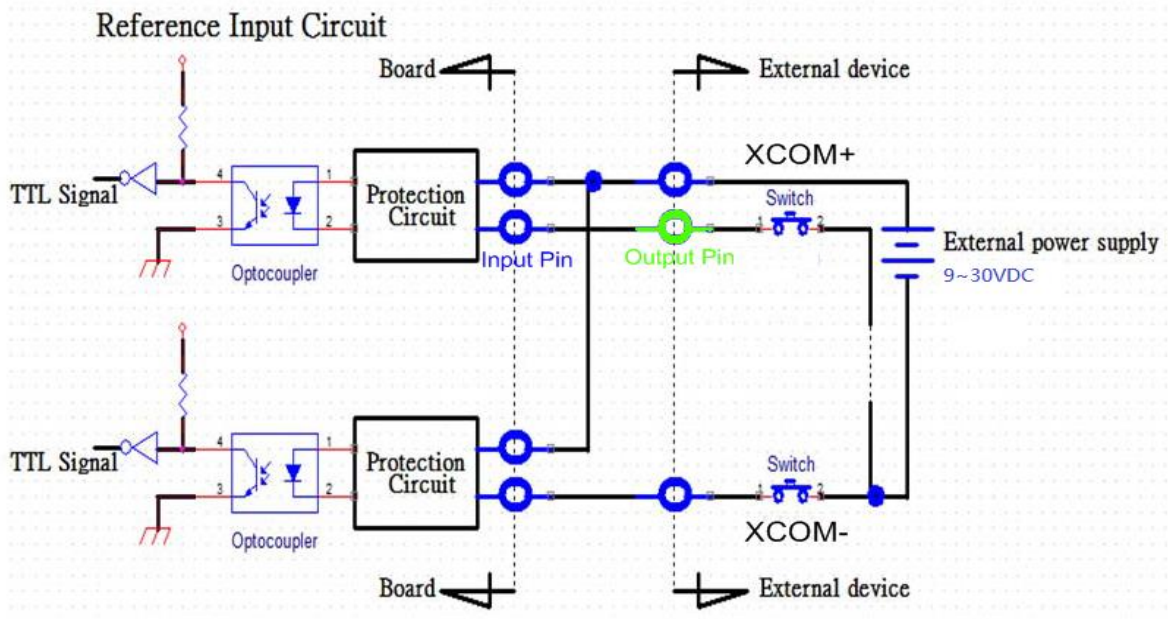 Reference Input Circuit
Board
External device
XCOM+
4
1
TTL Signal
Protection
Circuit
Switch
1
2
3
2
Input Pin
Output Pin
External power supply
9~30VDC
Optocoupler
4
1
TTL Signal
Protection
Circuit
Switch
1
2
3
2
Optocoupler
XCOM-
Board
External device